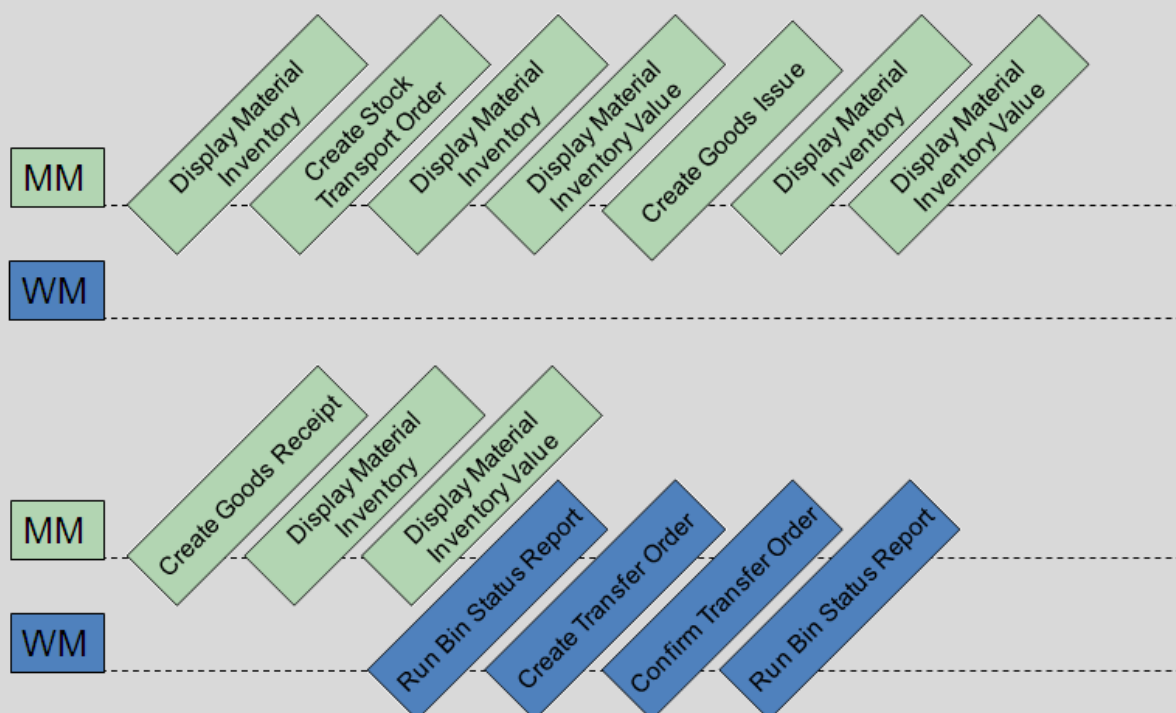 MM
Display Material
Inventory
Create Stock
Transport Order
Display Material
Inventory
Display Material
Inventory Value
Create Goods Issue
Display Material
Inventory
Display Material
Inventory Value
WM
MM
Create Goods Receipt
Display Material
Inventory
Display Material
Inventory Value
WM
Run Bin Status Report
Create Transfer Order
Confirm Transfer Order
Run Bin Status Report